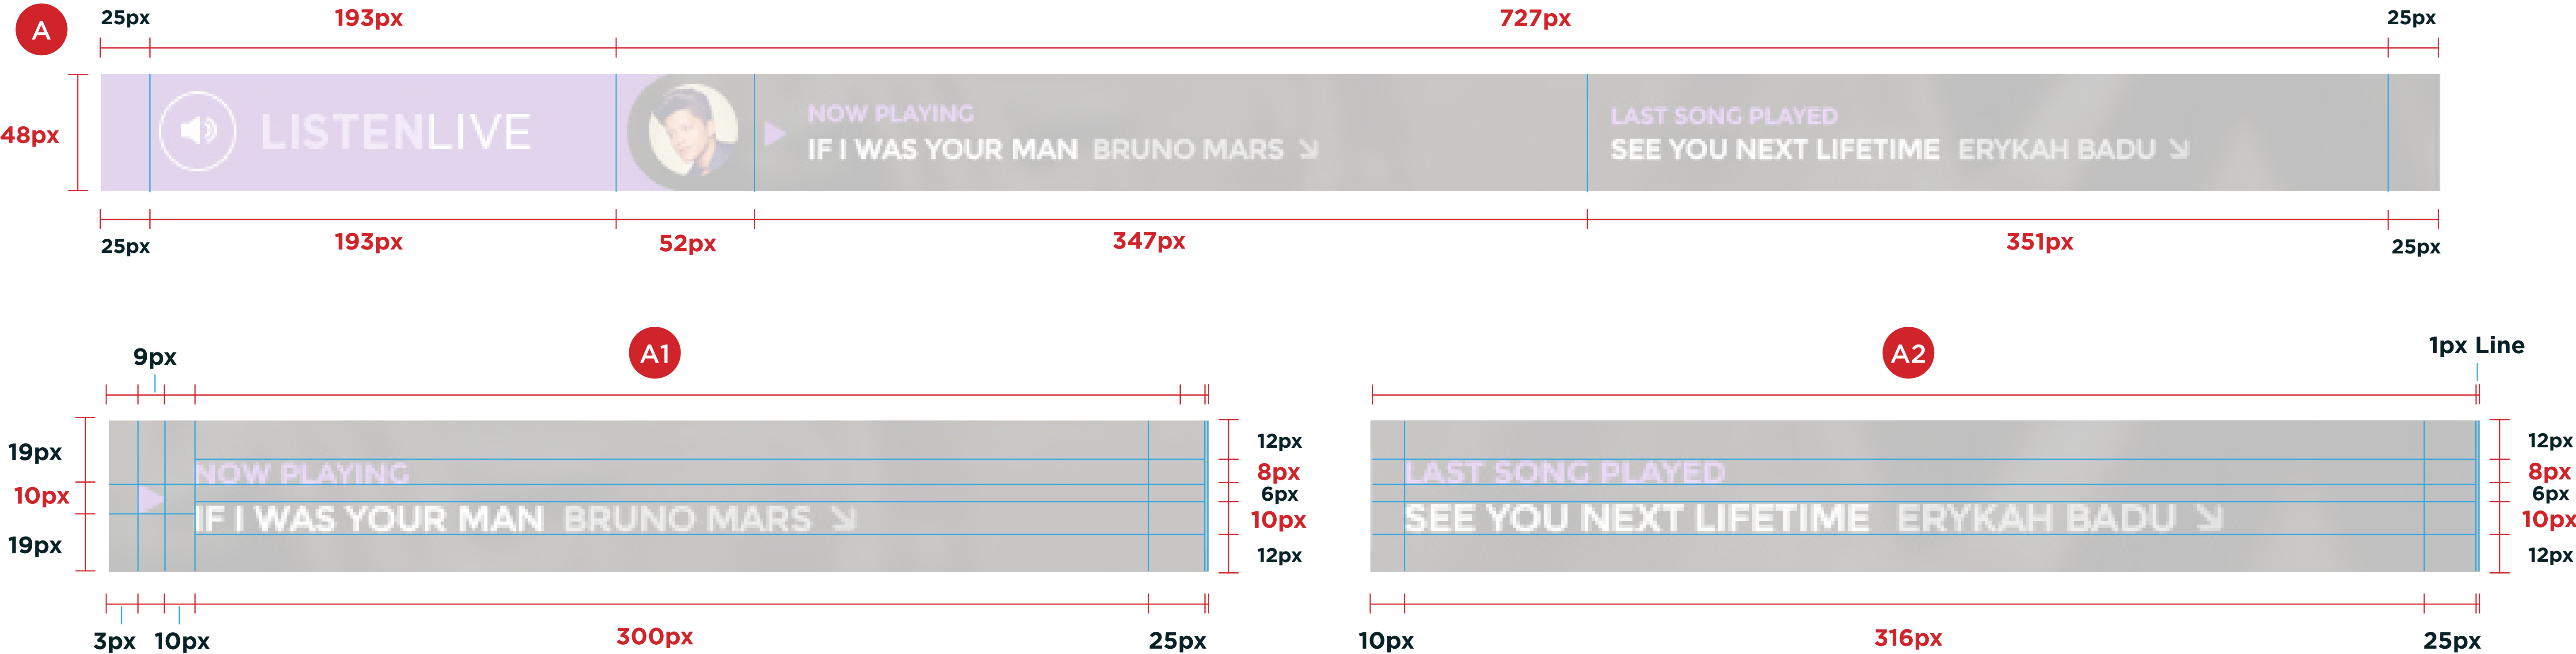 A
25px
193px
727px
25px
48px
LISTENLIVE
NOW PLAYING
IF I WAS YOUR MAN BRUNO MARS
LAST SONG PLAYED
SEE YOU NEXT LIFETIME ERYKAH BADU
25px
193px
52px
347px
351px
25px
9px
A1
19px
10px
19px
NOW PLAYING
IF I WAS YOUR MAN BRUNO MARS
12px
8px
6px
10px
12px
3px
10px
300px
25px
A2
1px Line
LAST SONG PLAYED
SEE YOU NEXT LIFETIME ERYKAH BADU
12px
8px
6px
10px
12px
10px
316px
25px